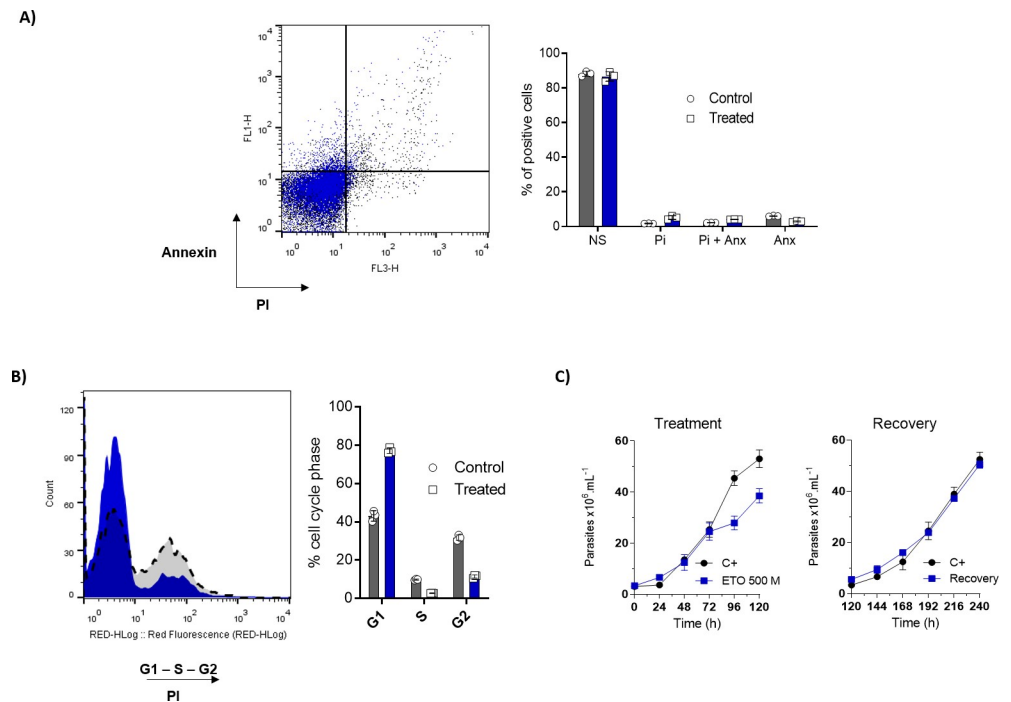 A)
10⁴
10³
10²
10¹
10⁰
FL1-H
10⁰ 10¹ 10² 10³ 10⁴
FL3-H
Annexin
PI
100
80
60
40
20
0
% of positive cells
Control
Treated
NS Pi Pi + Anx Anx
B)
120
90
60
30
0
Count
10⁰ 10¹ 10² 10³ 10⁴
RED-HLog :: Red Fluorescence (RED-HLog)
G1 – S – G2
PI
100
80
60
40
20
0
% cell cycle phase
Control
Treated
G1 S G2
C)
Treatment
60
40
20
0
Parasites x10⁶.mL⁻¹
C+
ETO 500 M
0 24 48 72 96 120
Time (h)
Recovery
60
40
20
0
Parasites x10⁶.mL⁻¹
C+
Recovery
120 144 168 192 216 240
Time (h)